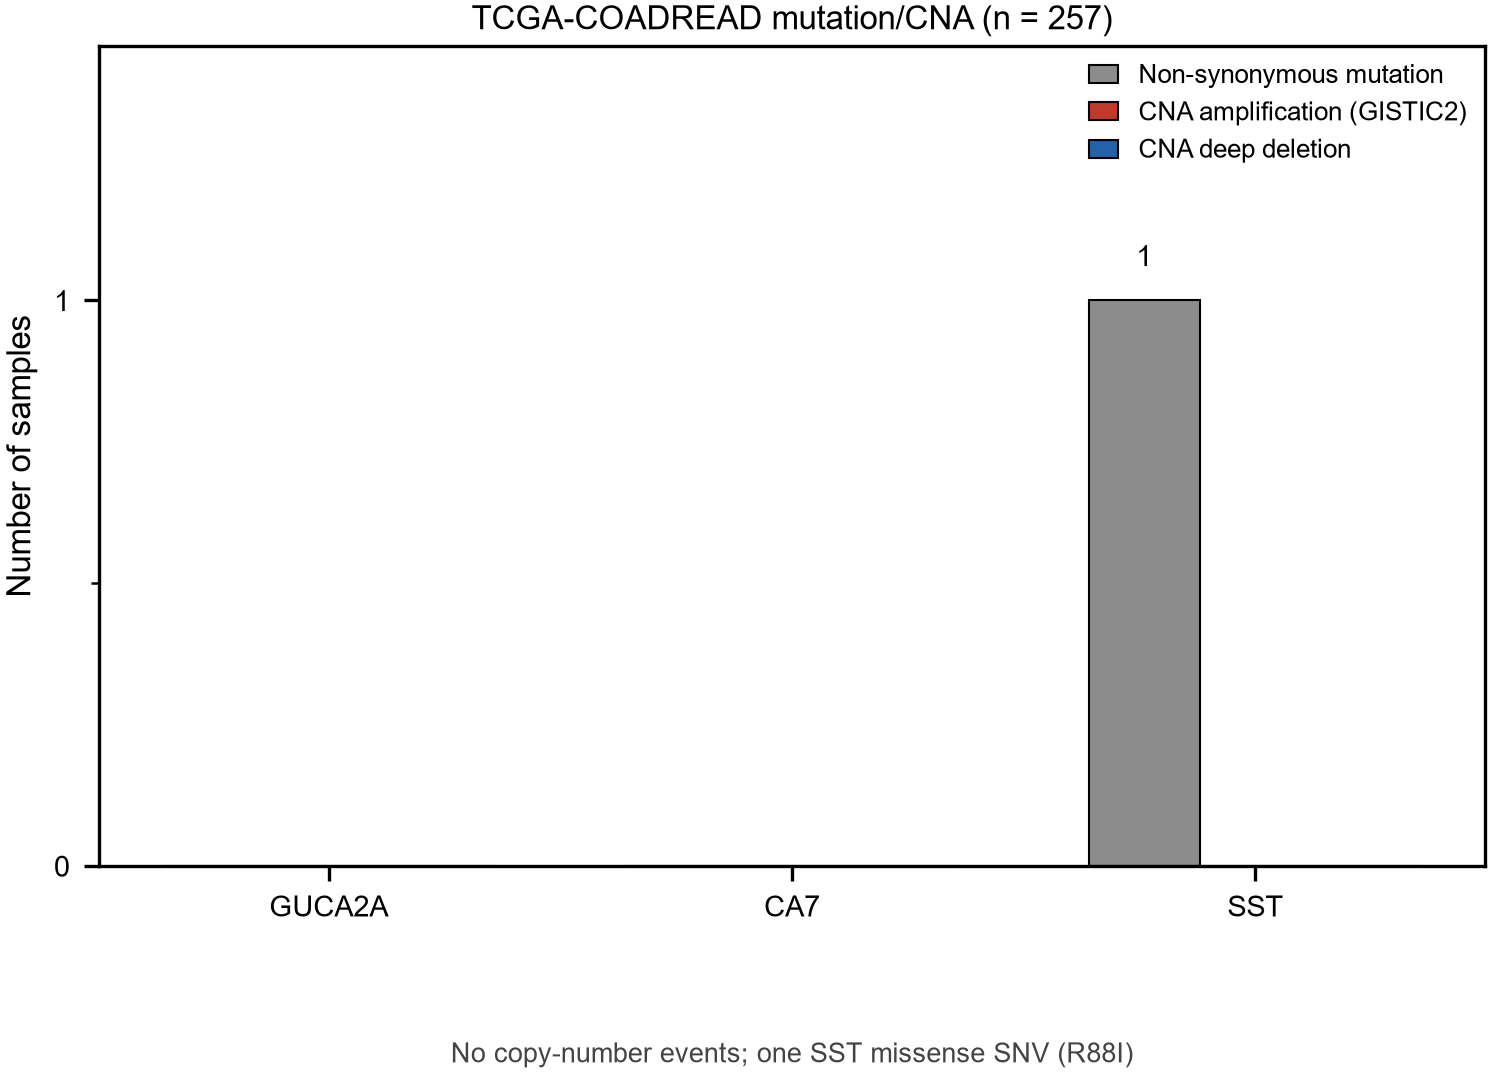 TCGA-COADREAD mutation/CNA (n = 257)
Non-synonymous mutation
CNA amplification (GISTIC2)
CNA deep deletion
1
1
0
Number of samples
GUCA2A
CA7
SST
No copy-number events; one SST missense SNV (R88I)